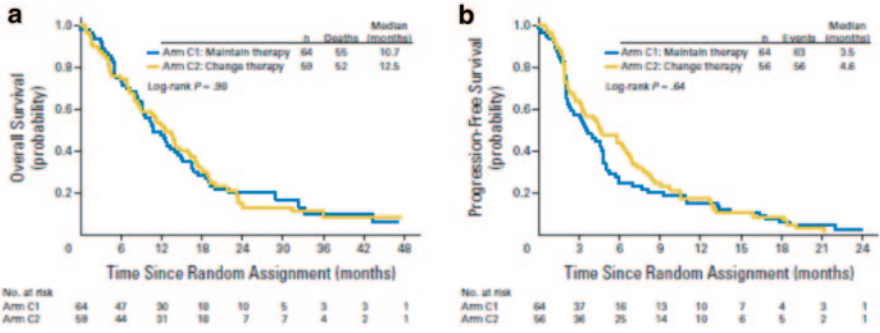 a
Median
n Deaths (months)
Arm C1: Maintain therapy 64 55 10.7
Arm C2: Change therapy 59 52 12.5
Log-rank P = .98
Overall Survival
(probability)
1.0
0.8
0.6
0.4
0.2
0 6 12 18 24 30 36 42 48
Time Since Random Assignment (months)
No. at risk
Arm C1 64 47 30 18 10 5 3 3 1
Arm C2 59 44 31 18 7 7 4 2 1
b
Median
n Events (months)
Arm C1: Maintain therapy 64 63 3.5
Arm C2: Change therapy 56 56 4.6
Log-rank P = .64
Progression-Free Survival
(probability)
1.0
0.8
0.6
0.4
0.2
0 3 6 9 12 15 18 21 24
Time Since Random Assignment (months)
No. at risk
Arm C1 64 37 16 13 10 7 4 3 1
Arm C2 56 36 25 14 10 6 5 2 1